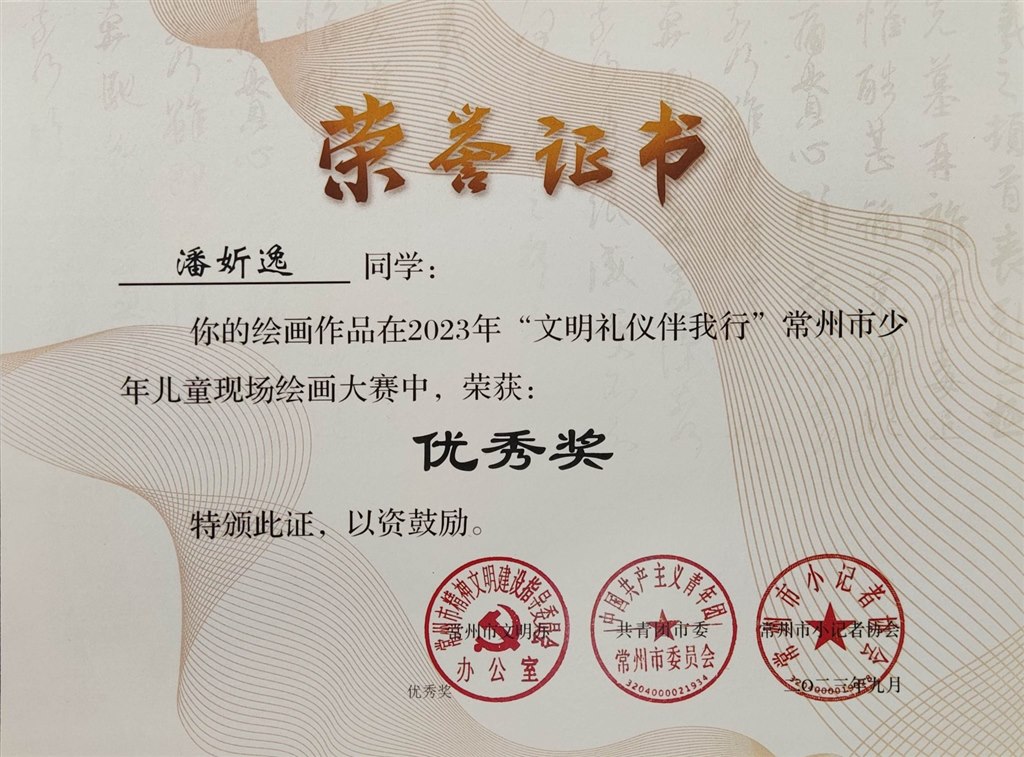 荣誉证书
潘妡逸 同学：
你的绘画作品在2023年“文明礼仪伴我行”常州市少
年儿童现场绘画大赛中，荣获：
优秀奖
特颁此证，以资鼓励。
常州市精神文明建设指导委员会
办公室
常州市文明办
中国共产主义青年团
共青团市委
常州市委员会
3204000021934
常州市小记者协会
常州市小记者协会
二〇二三年九月
优秀奖